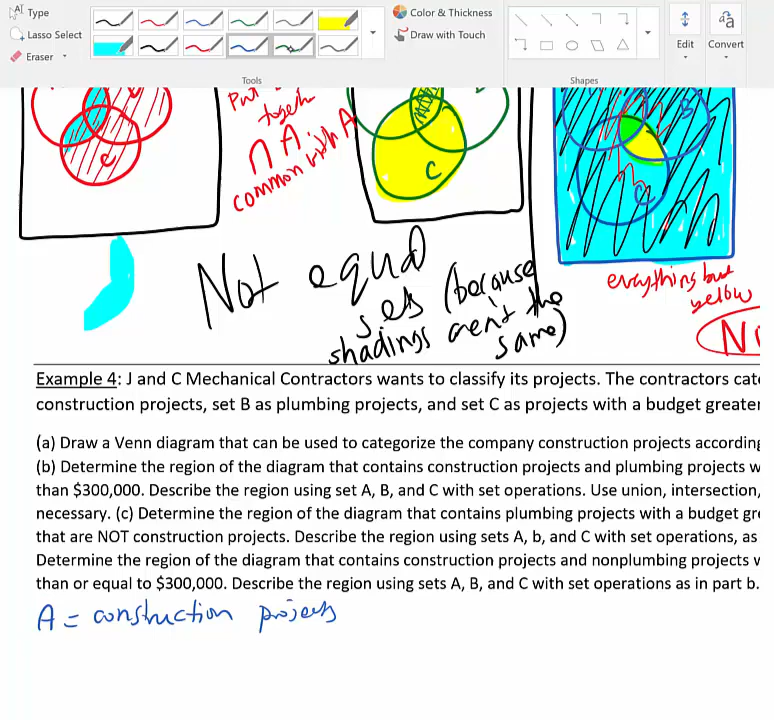 Type
Lasso Select
Eraser
Color & Thickness
Draw with Touch
Edit
Convert
Tools
Shapes
Put
togeth
∩ A in
common with A
C
C
B
C
Not equal
sets (because
shadings aren't the
same)
everything but
yellow
Example 4: J and C Mechanical Contractors wants to classify its projects. The contractors cat
construction projects, set B as plumbing projects, and set C as projects with a budget greater
(a) Draw a Venn diagram that can be used to categorize the company construction projects according
(b) Determine the region of the diagram that contains construction projects and plumbing projects w
than $300,000. Describe the region using set A, B, and C with set operations. Use union, intersection,
necessary. (c) Determine the region of the diagram that contains plumbing projects with a budget gr
that are NOT construction projects. Describe the region using sets A, b, and C with set operations, as
Determine the region of the diagram that contains construction projects and nonplumbing projects
than or equal to $300,000. Describe the region using sets A, B, and C with set operations as in part b.
A = construction projects